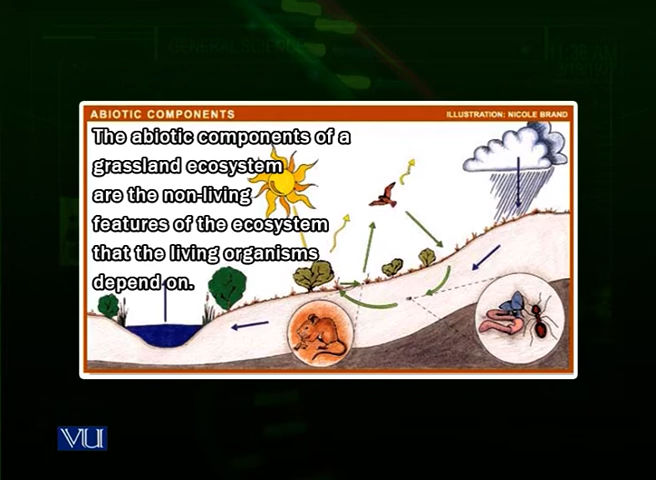 ABIOTIC COMPONENTS
ILLUSTRATION: NICOLE BRAND
The abiotic components of a
grassland ecosystem
are the non-living
features of the ecosystem
that the living organisms
depend on.
VU